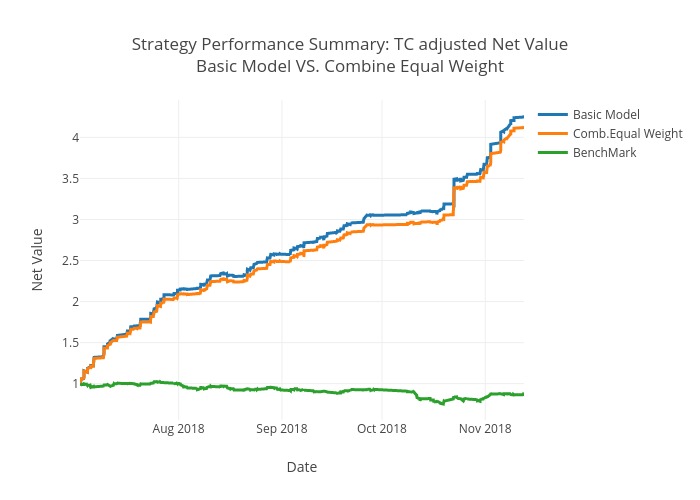 Strategy Performance Summary: TC adjusted Net Value
Basic Model VS. Combine Equal Weight
Basic Model
Comb.Equal Weight
BenchMark
Net Value
4
3.5
3
2.5
2
1.5
1
Aug 2018
Sep 2018
Oct 2018
Nov 2018
Date